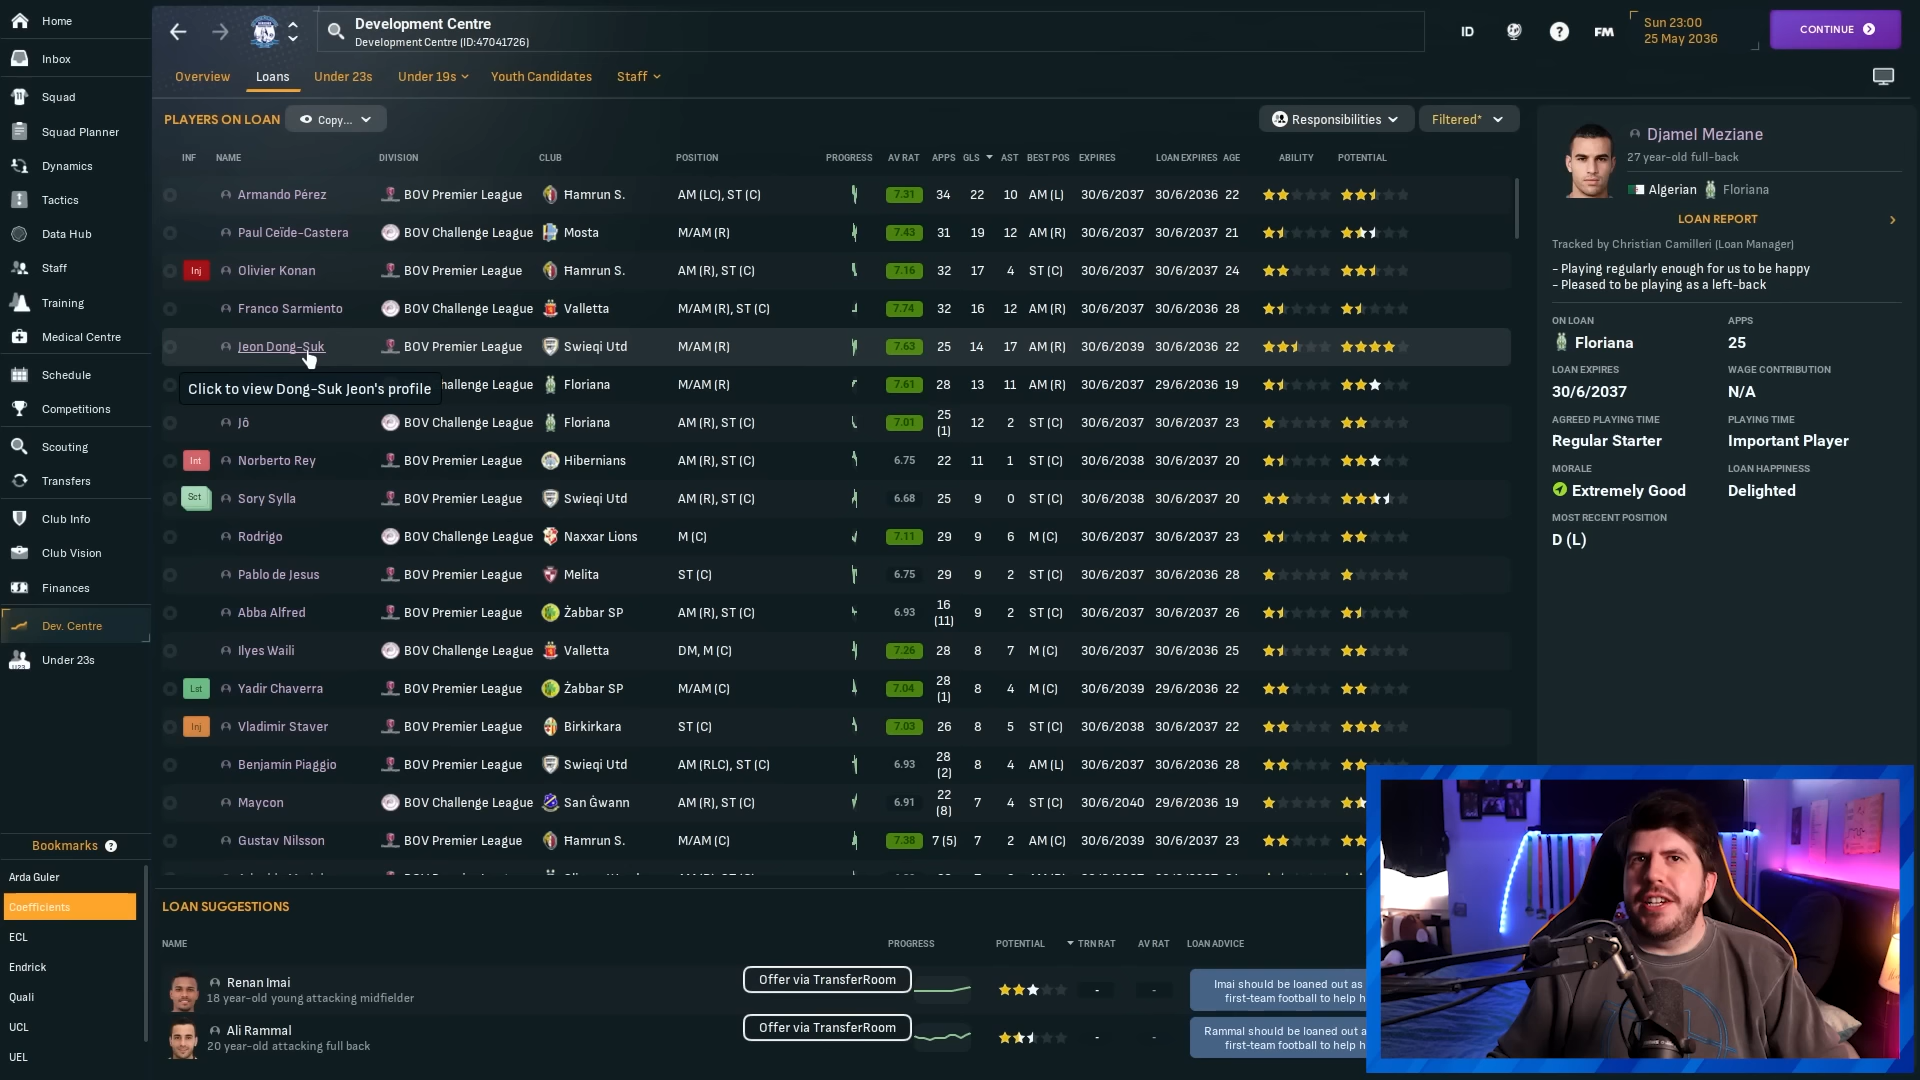 Home
Inbox
Squad
Squad Planner
Dynamics
Tactics
Data Hub
Staff
Training
Medical Centre
Schedule
Competitions
Scouting
Transfers
Club Info
Club Vision
Finances
Dev. Centre
Under 23s
Bookmarks ?
Arda Guler
Coefficients
ECL
Endrick
Quali
UCL
UEL
Development Centre
Development Centre (ID:47041726)
ID
?
FM
Sun 23:00
25 May 2036
CONTINUE
Overview Loans Under 23s Under 19s Youth Candidates Staff
PLAYERS ON LOAN Copy... Responsibilities Filtered*
INF NAME DIVISION CLUB POSITION PROGRESS AV RAT APPS GLS AST BEST POS EXPIRES LOAN EXPIRES AGE ABILITY POTENTIAL
Armando Pérez BOV Premier League Ħamrun S. AM (LC), ST (C) 7.31 34 22 10 AM (L) 30/6/2037 30/6/2036 22
Paul Ceïde-Castera BOV Challenge League Mosta M/AM (R) 7.43 31 19 12 AM (R) 30/6/2037 30/6/2037 21
Inj Olivier Konan BOV Premier League Ħamrun S. AM (R), ST (C) 7.16 32 17 4 ST (C) 30/6/2037 30/6/2037 24
Franco Sarmiento BOV Challenge League Valletta M/AM (R), ST (C) 7.74 32 16 12 AM (R) 30/6/2037 30/6/2036 28
Jeon Dong-Suk BOV Premier League Swieqi Utd M/AM (R) 7.63 25 14 17 AM (R) 30/6/2039 30/6/2036 22
Click to view Dong-Suk Jeon's profile hallenge League Floriana M/AM (R) 7.61 28 13 11 AM (R) 30/6/2037 29/6/2036 19
Jô BOV Challenge League Floriana AM (R), ST (C) 7.01 25 (1) 12 2 ST (C) 30/6/2037 30/6/2037 23
Int Norberto Rey BOV Premier League Hibernians AM (R), ST (C) 6.75 22 11 1 ST (C) 30/6/2038 30/6/2037 20
Sct Sory Sylla BOV Premier League Swieqi Utd AM (R), ST (C) 6.68 25 9 0 ST (C) 30/6/2038 30/6/2037 20
Rodrigo BOV Challenge League Naxxar Lions M (C) 7.11 29 9 6 M (C) 30/6/2037 30/6/2037 23
Pablo de Jesus BOV Premier League Melita ST (C) 6.75 29 9 2 ST (C) 30/6/2037 30/6/2036 28
Abba Alfred BOV Premier League Żabbar SP AM (R), ST (C) 6.93 16 (11) 9 2 ST (C) 30/6/2037 30/6/2037 26
Ilyes Waili BOV Challenge League Valletta DM, M (C) 7.26 28 8 7 M (C) 30/6/2037 30/6/2036 25
Lst Yadir Chaverra BOV Premier League Żabbar SP M/AM (C) 7.04 28 (1) 8 4 M (C) 30/6/2039 29/6/2036 22
Inj Vladimir Staver BOV Premier League Birkirkara ST (C) 7.03 26 8 5 ST (C) 30/6/2038 30/6/2037 22
Benjamin Piaggio BOV Premier League Swieqi Utd AM (RLC), ST (C) 6.93 28 (2) 8 4 AM (L) 30/6/2037 30/6/2036 28
Maycon BOV Challenge League San Ġwann AM (R), ST (C) 6.91 22 (8) 7 4 ST (C) 30/6/2040 29/6/2036 19
Gustav Nilsson BOV Premier League Ħamrun S. M/AM (C) 7.38 7 (5) 7 2 AM (C) 30/6/2039 30/6/2037 23
LOAN SUGGESTIONS
NAME PROGRESS POTENTIAL TRN RAT AV RAT LOAN ADVICE
Renan Imai
18 year-old young attacking midfielder
Offer via TransferRoom
- -
Imai should be loaned out as
first-team football to help h
Ali Rammal
20 year-old attacking full back
Offer via TransferRoom
- -
Rammal should be loaned out a
first-team football to help h
Djamel Meziane
27 year-old full-back
Algerian Floriana
LOAN REPORT
Tracked by Christian Camilleri (Loan Manager)
- Playing regularly enough for us to be happy
- Pleased to be playing as a left-back
ON LOAN APPS
Floriana 25
LOAN EXPIRES WAGE CONTRIBUTION
30/6/2037 N/A
AGREED PLAYING TIME PLAYING TIME
Regular Starter Important Player
MORALE LOAN HAPPINESS
Extremely Good Delighted
MOST RECENT POSITION
D (L)